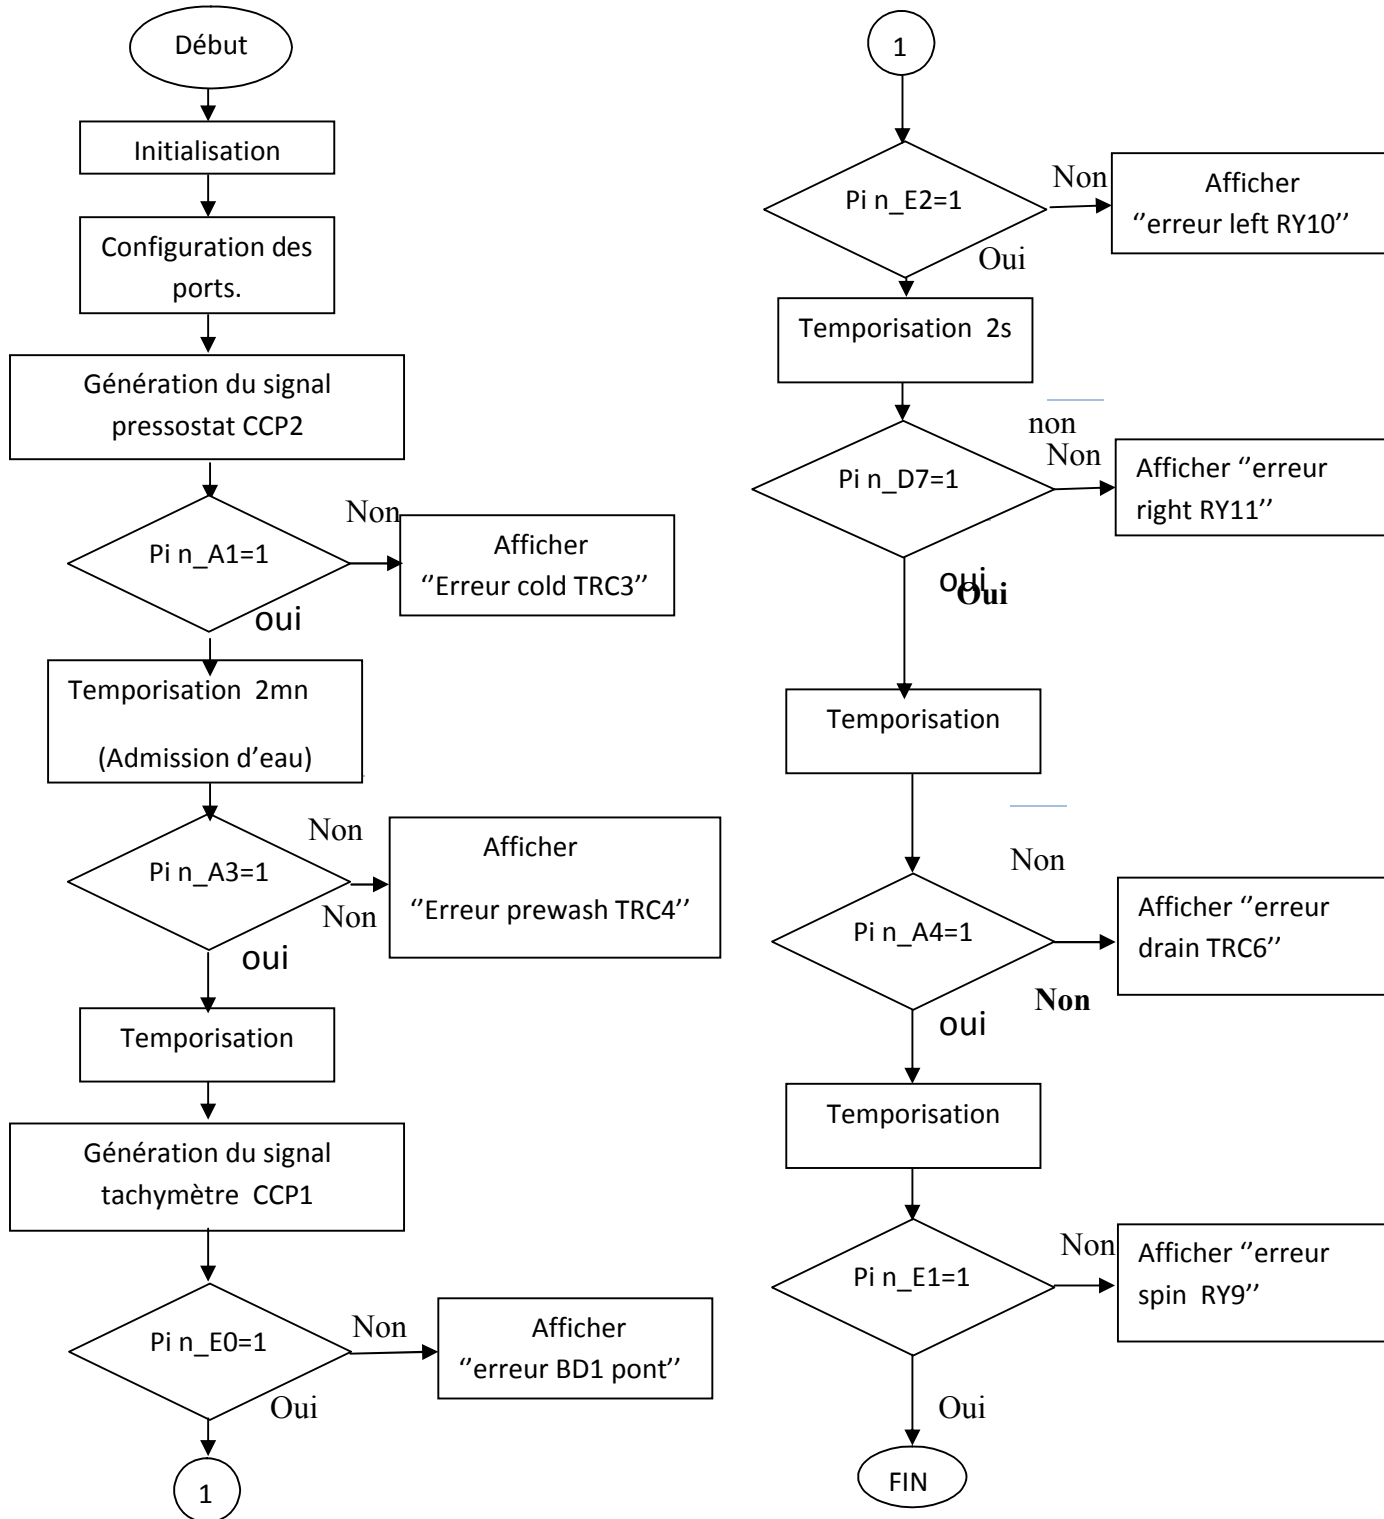 Début
Initialisation
Configuration des
ports.
Génération du signal
pressostat CCP2
Pi n_A1=1
Non
Afficher
‘’Erreur cold TRC3’’
oui
Temporisation 2mn
(Admission d’eau)
Pi n_A3=1
Non
Non
Afficher
‘’Erreur prewash TRC4’’
oui
Temporisation
Génération du signal
tachymètre CCP1
Pi n_E0=1
Non
Afficher
‘’erreur BD1 pont’’
Oui
1
1
Pi n_E2=1
Non
Afficher
‘’erreur left RY10’’
Oui
Temporisation 2s
Pi n_D7=1
non
Non
Afficher ‘’erreur
right RY11’’
oui
Oui
Temporisation
Pi n_A4=1
Non
Afficher ‘’erreur
drain TRC6’’
Non
oui
Temporisation
Pi n_E1=1
Non
Afficher ‘’erreur
spin RY9’’
Oui
FIN